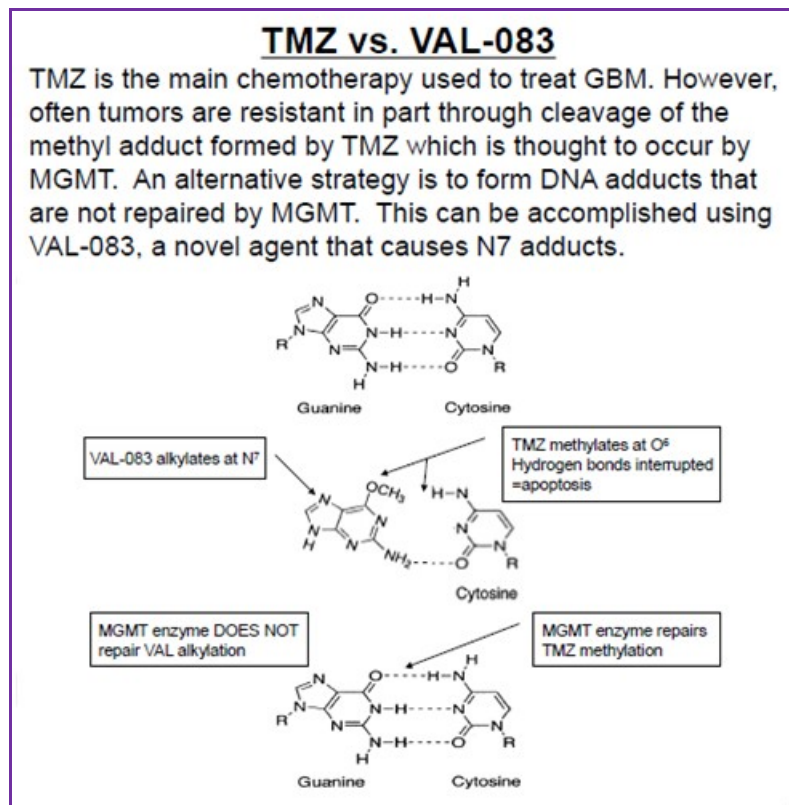 TMZ vs. VAL-083
TMZ is the main chemotherapy used to treat GBM. However,
often tumors are resistant in part through cleavage of the
methyl adduct formed by TMZ which is thought to occur by
MGMT. An alternative strategy is to form DNA adducts that
are not repaired by MGMT. This can be accomplished using
VAL-083, a novel agent that causes N7 adducts.
H
N O H-N
N N-H N
R N N-H O N R
H
Guanine Cytosine
VAL-083 alkylates at N⁷
TMZ methylates at O⁶
Hydrogen bonds interrupted
=apoptosis
OCH₃ H-N
N N N
N N NH₂ O N
H R
Cytosine
MGMT enzyme DOES NOT
repair VAL alkylation
MGMT enzyme repairs
TMZ methylation
H
N O H-N
N N-H N
R N N-H O N R
H
Guanine Cytosine